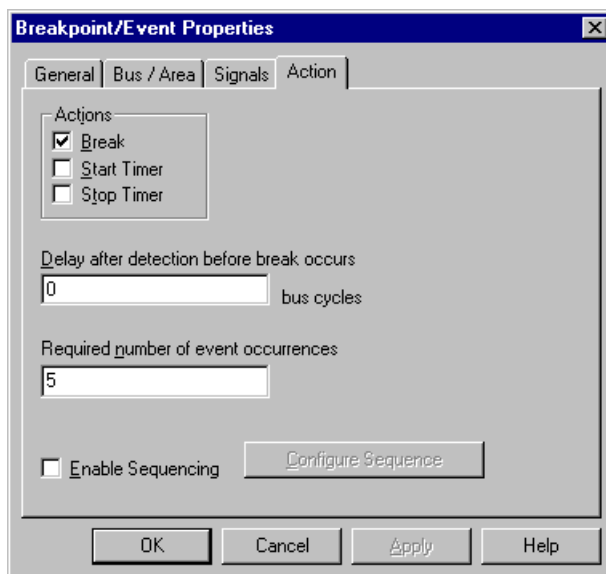 Breakpoint/Event Properties
General Bus / Area Signals Action
Actions
Break
Start Timer
Stop Timer
Delay after detection before break occurs
0 bus cycles
Required number of event occurrences
5
Enable Sequencing Configure Sequence
OK Cancel Apply Help